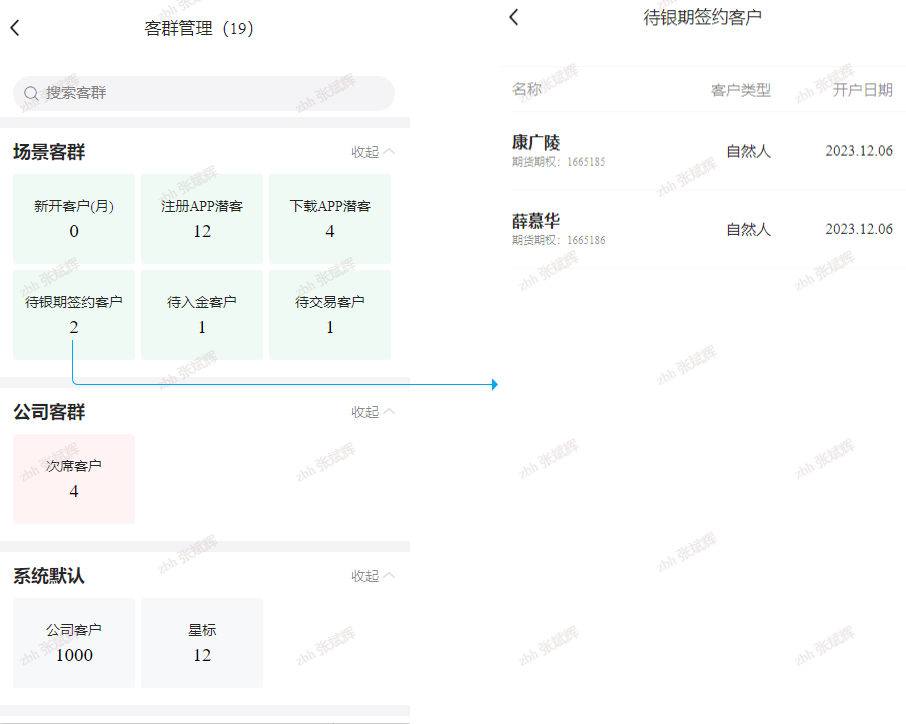 客群管理（19）
搜索客群
场景客群 收起
新开客户(月) 注册APP潜客 下载APP潜客
0 12 4
待银期签约客户 待入金客户 待交易客户
2 1 1
公司客群 收起
次席客户
4
系统默认 收起
公司客户 星标
1000 12
待银期签约客户
名称 客户类型 开户日期
康广陵 自然人 2023.12.06
期货期权：1665185
薛慕华 自然人 2023.12.06
期货期权：1665186
zhh 张斌辉